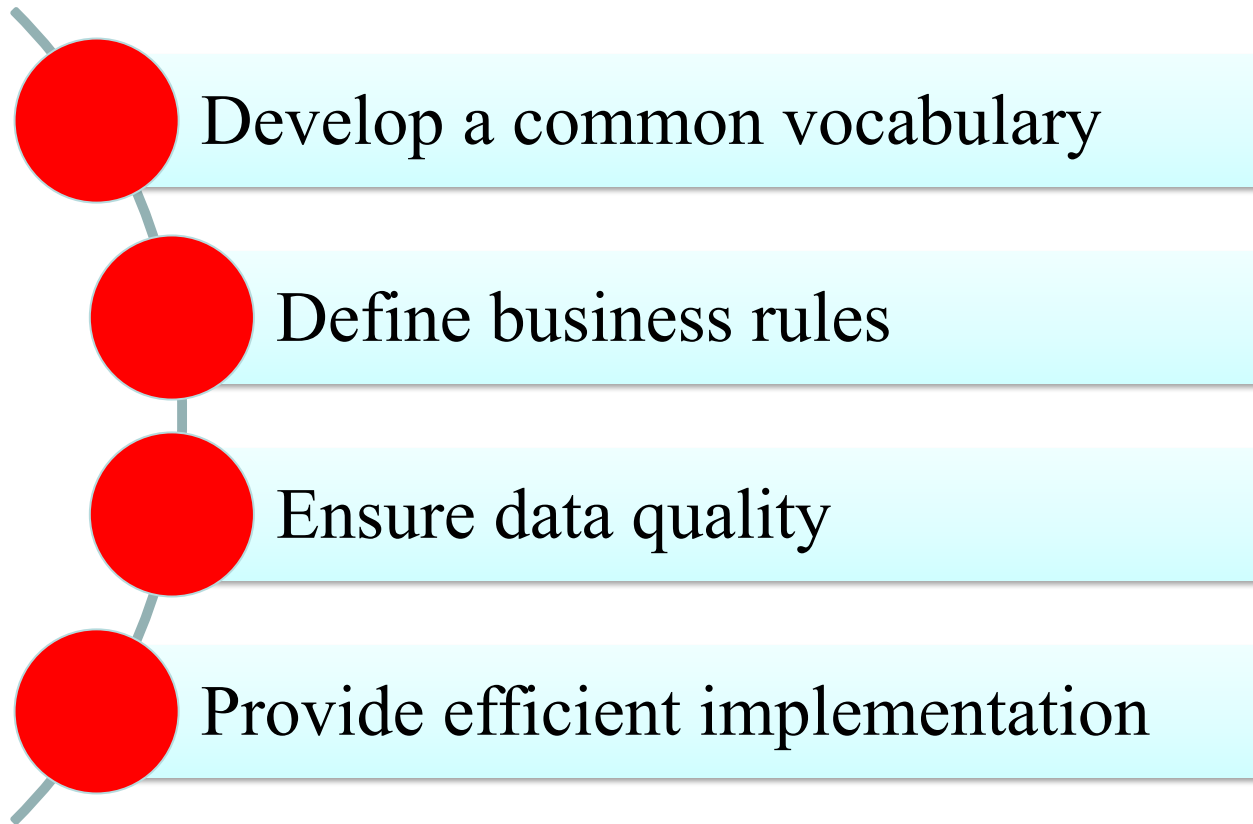 Develop a common vocabulary
Define business rules
Ensure data quality
Provide efficient implementation